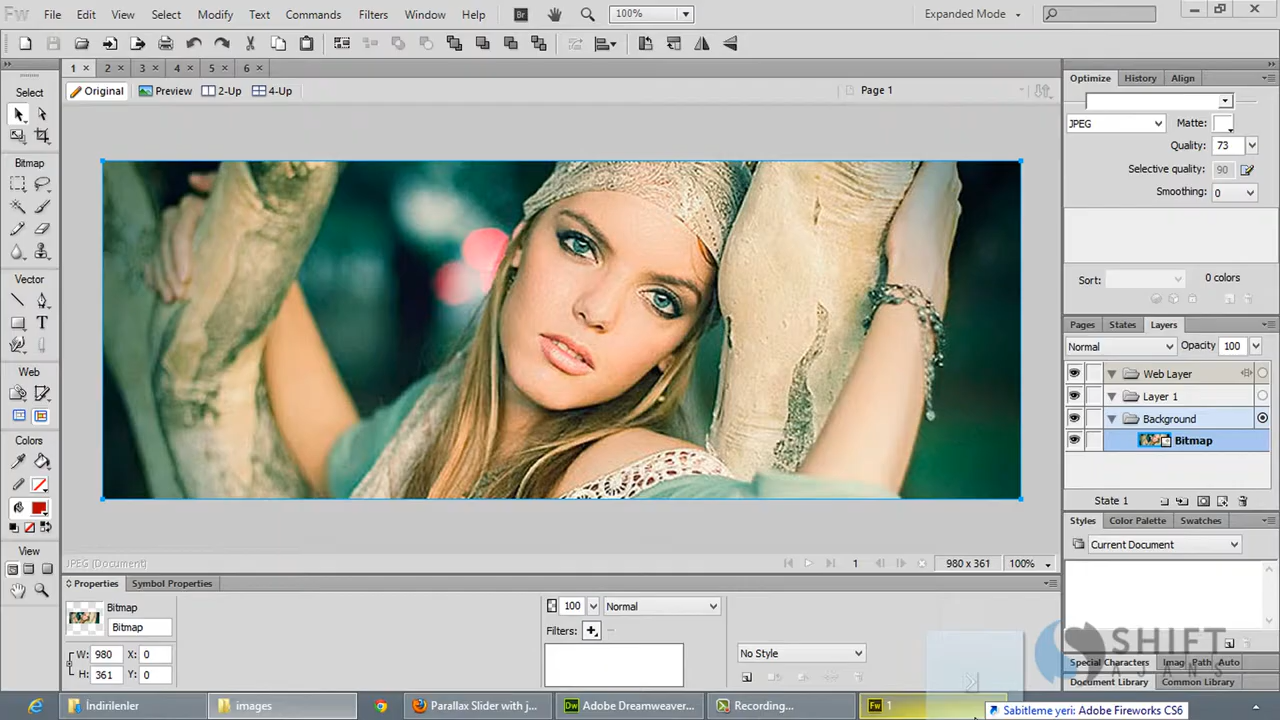 Fw File Edit View Select Modify Text Commands Filters Window Help Br 100% Expanded Mode
1 × 2 × 3 × 4 × 5 × 6 ×
Original Preview 2-Up 4-Up Page 1
Select
Bitmap
Vector
Web
Colors
View
Optimize History Align
JPEG Matte:
Quality: 73
Selective quality: 90
Smoothing: 0
Sort: 0 colors
Pages States Layers
Normal Opacity 100
Web Layer
Layer 1
Background
Bitmap
State 1
Styles Color Palette Swatches
Current Document
JPEG (Document) 1 980 x 361 100%
Properties Symbol Properties
Bitmap
Bitmap
W: 980 X: 0
H: 361 Y: 0
100 Normal
Filters:
No Style
SHIFT
AJANS
Special Characters Imag Path Auto
Document Library Common Library
İndirilenler images Parallax Slider with j... Dw Adobe Dreamweaver... Recording... Fw 1 Sabitleme yeri: Adobe Fireworks CS6